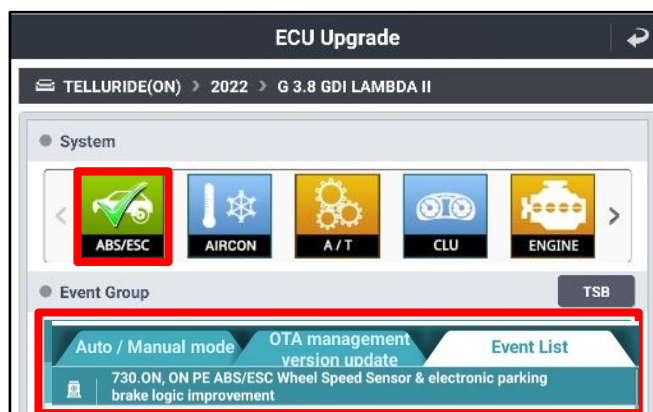 ECU Upgrade
TELLURIDE(ON) > 2022 > G 3.8 GDI LAMBDA II
System
ABS/ESC AIRCON A/T CLU ENGINE
Event Group TSB
Auto / Manual mode OTA management version update Event List
730.ON, ON PE ABS/ESC Wheel Speed Sensor & electronic parking
brake logic improvement